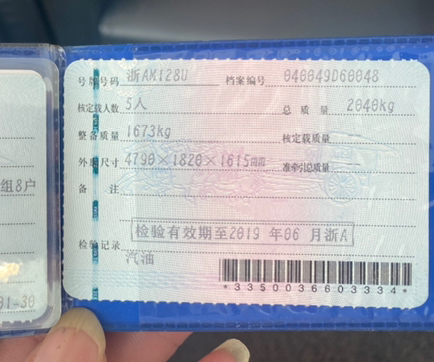 号牌号码 浙AM128U 档案编号 040049D60048
核定载人数 5人 总质量 2040kg
整备质量 1673kg 核定载质量
外廓尺寸 4790×1820×1615mm 准牵引总质量
备注
组8户
检验有效期至2019 年06 月浙A
检验记录
汽油
01-30
*3350036603334*